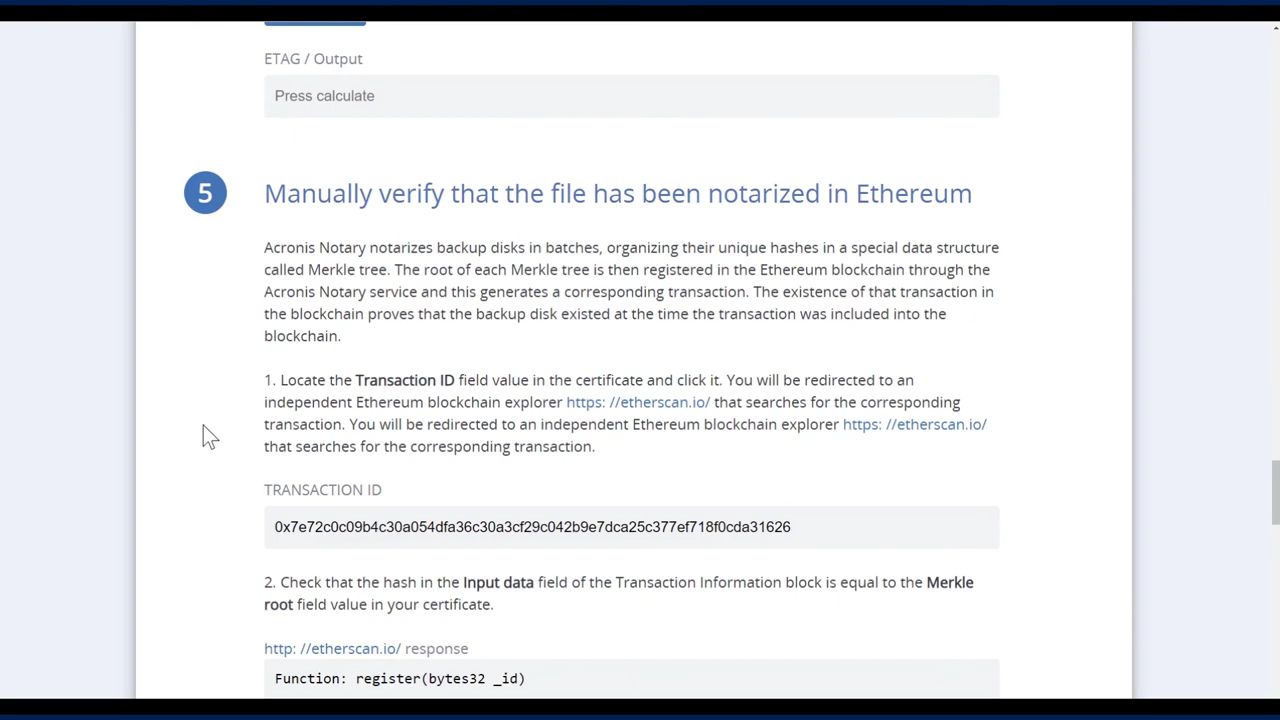 ETAG / Output
Press calculate
5
Manually verify that the file has been notarized in Ethereum
Acronis Notary notarizes backup disks in batches, organizing their unique hashes in a special data structure
called Merkle tree. The root of each Merkle tree is then registered in the Ethereum blockchain through the
Acronis Notary service and this generates a corresponding transaction. The existence of that transaction in
the blockchain proves that the backup disk existed at the time the transaction was included into the
blockchain.
1. Locate the Transaction ID field value in the certificate and click it. You will be redirected to an
independent Ethereum blockchain explorer https: //etherscan.io/ that searches for the corresponding
transaction. You will be redirected to an independent Ethereum blockchain explorer https: //etherscan.io/
that searches for the corresponding transaction.
TRANSACTION ID
0x7e72c0c09b4c30a054dfa36c30a3cf29c042b9e7dca25c377ef718f0cda31626
2. Check that the hash in the Input data field of the Transaction Information block is equal to the Merkle
root field value in your certificate.
http: //etherscan.io/ response
Function: register(bytes32 _id)